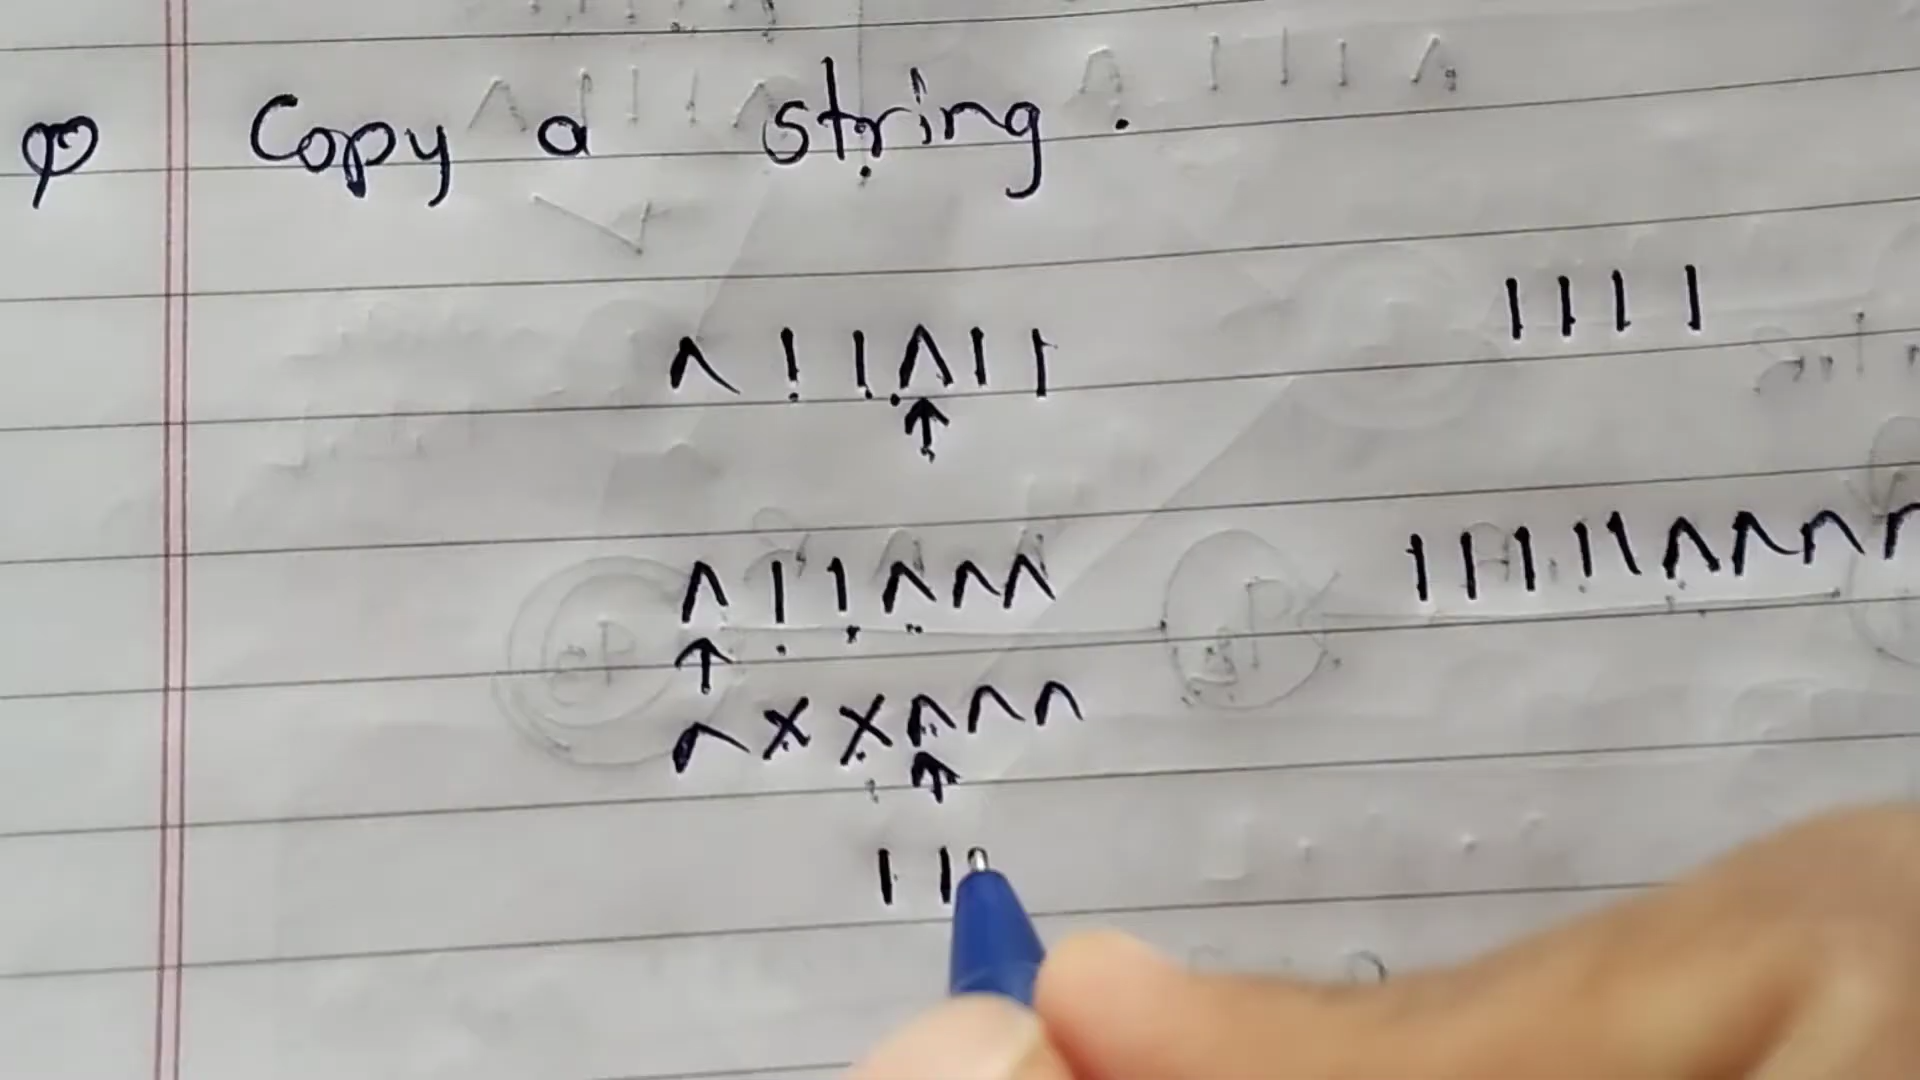 Q Copy a string.
^ 1 1 ^ 1 1 1 1 1 1
^ 1 1 ^ ^ ^ 1 1 1 1 1 ^ ^ ^ ^
^ X X ^ ^ ^
1 1